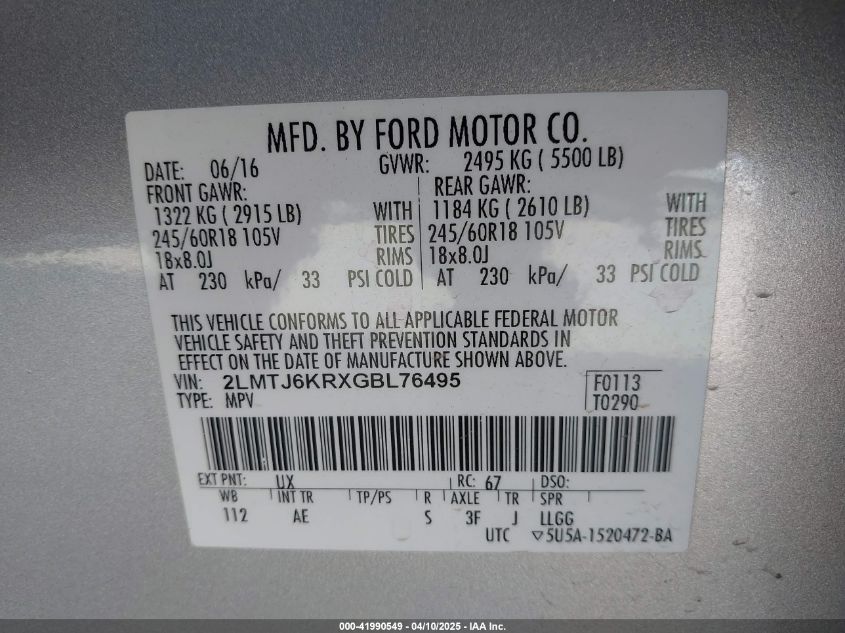 MFD. BY FORD MOTOR CO.
DATE: 06/16 GVWR: 2495 KG ( 5500 LB)
FRONT GAWR: REAR GAWR:
1322 KG ( 2915 LB) WITH 1184 KG ( 2610 LB) WITH
245/60R18 105V TIRES 245/60R18 105V TIRES
18x8.0J RIMS 18x8.0J RIMS
AT 230 kPa/ 33 PSI COLD AT 230 kPa/ 33 PSI COLD
THIS VEHICLE CONFORMS TO ALL APPLICABLE FEDERAL MOTOR
VEHICLE SAFETY AND THEFT PREVENTION STANDARDS IN
EFFECT ON THE DATE OF MANUFACTURE SHOWN ABOVE.
VIN: 2LMTJ6KRXGBL76495 F0113
TYPE: MPV T0290
EXT PNT: UX RC: 67 DSO:
WB INT TR TP/PS R AXLE TR SPR
112 AE S 3F J LLGG
UTC ▽5U5A-1520472-BA
000-41990549 - 04/10/2025 - IAA Inc.